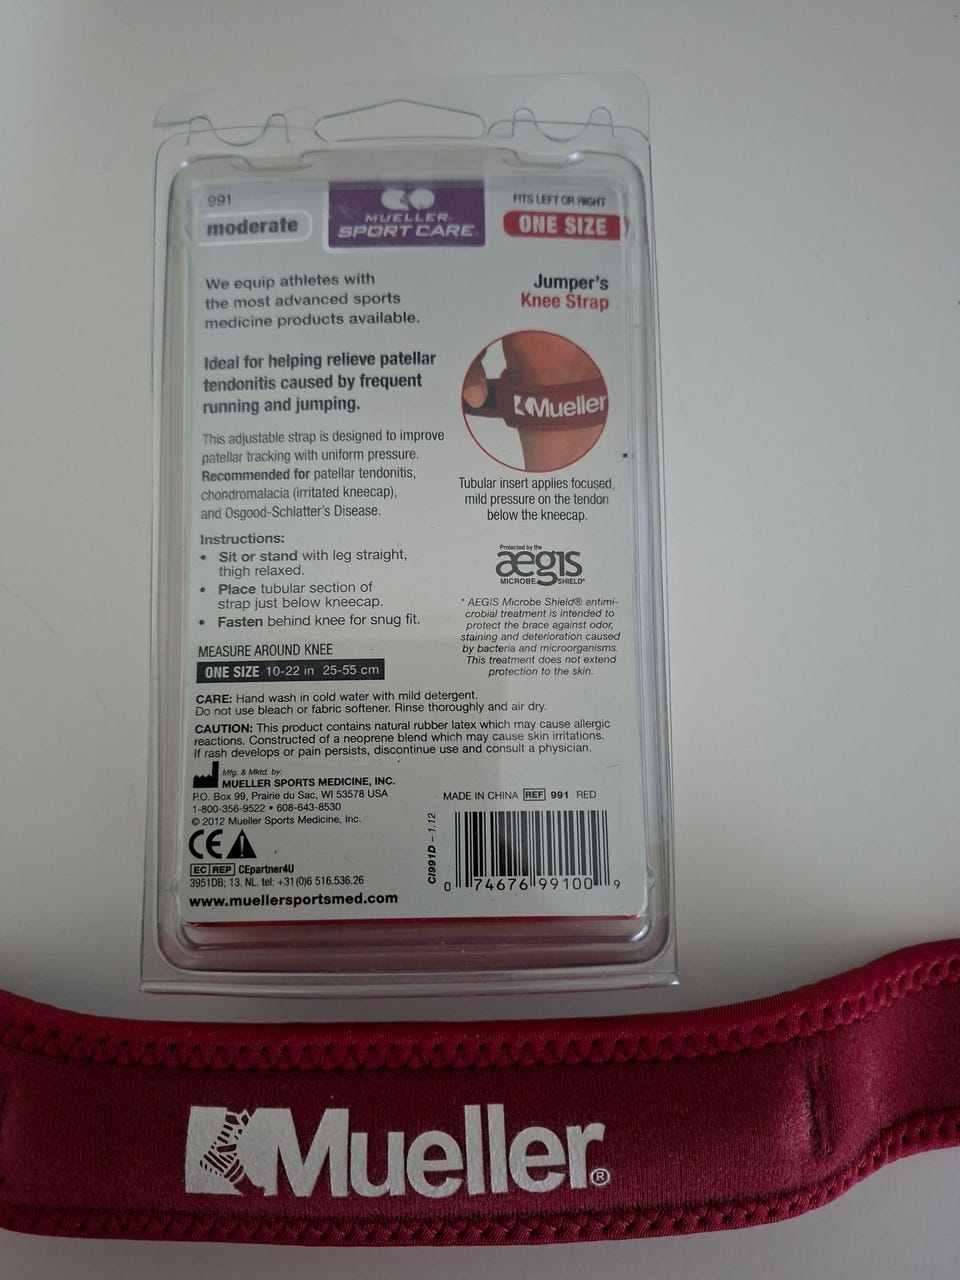 991
moderate
MUELLER®
SPORT CARE®
FITS LEFT OR RIGHT
ONE SIZE
We equip athletes with
the most advanced sports
medicine products available.
Jumper's
Knee Strap
Ideal for helping relieve patellar
tendonitis caused by frequent
running and jumping.
Mueller
This adjustable strap is designed to improve
patellar tracking with uniform pressure.
Recommended for patellar tendonitis,
chondromalacia (irritated kneecap),
and Osgood-Schlatter's Disease.
Tubular insert applies focused,
mild pressure on the tendon
below the kneecap.
Instructions:
• Sit or stand with leg straight,
thigh relaxed.
• Place tubular section of
strap just below kneecap.
• Fasten behind knee for snug fit.
Protected by the
aegis
MICROBE SHIELD®
* AEGIS Microbe Shield® antimi-
crobial treatment is intended to
protect the brace against odor,
staining and deterioration caused
by bacteria and microorganisms.
This treatment does not extend
protection to the skin.
MEASURE AROUND KNEE
ONE SIZE 10-22 in 25-55 cm
CARE: Hand wash in cold water with mild detergent.
Do not use bleach or fabric softener. Rinse thoroughly and air dry.
CAUTION: This product contains natural rubber latex which may cause allergic
reactions. Constructed of a neoprene blend which may cause skin irritations.
If rash develops or pain persists, discontinue use and consult a physician.
Mfg. & Mktd. by:
MUELLER SPORTS MEDICINE, INC.
P.O. Box 99, Prairie du Sac, WI 53578 USA
1-800-356-9522 • 608-643-8530
© 2012 Mueller Sports Medicine, Inc.
CE
EC REP CEpartner4U
3951DB; 13. NL. tel: +31(0)6 516.536.26
www.muellersportsmed.com
MADE IN CHINA REF 991 RED
CI991D – 1.12
0 74676 99100 9
Mueller®